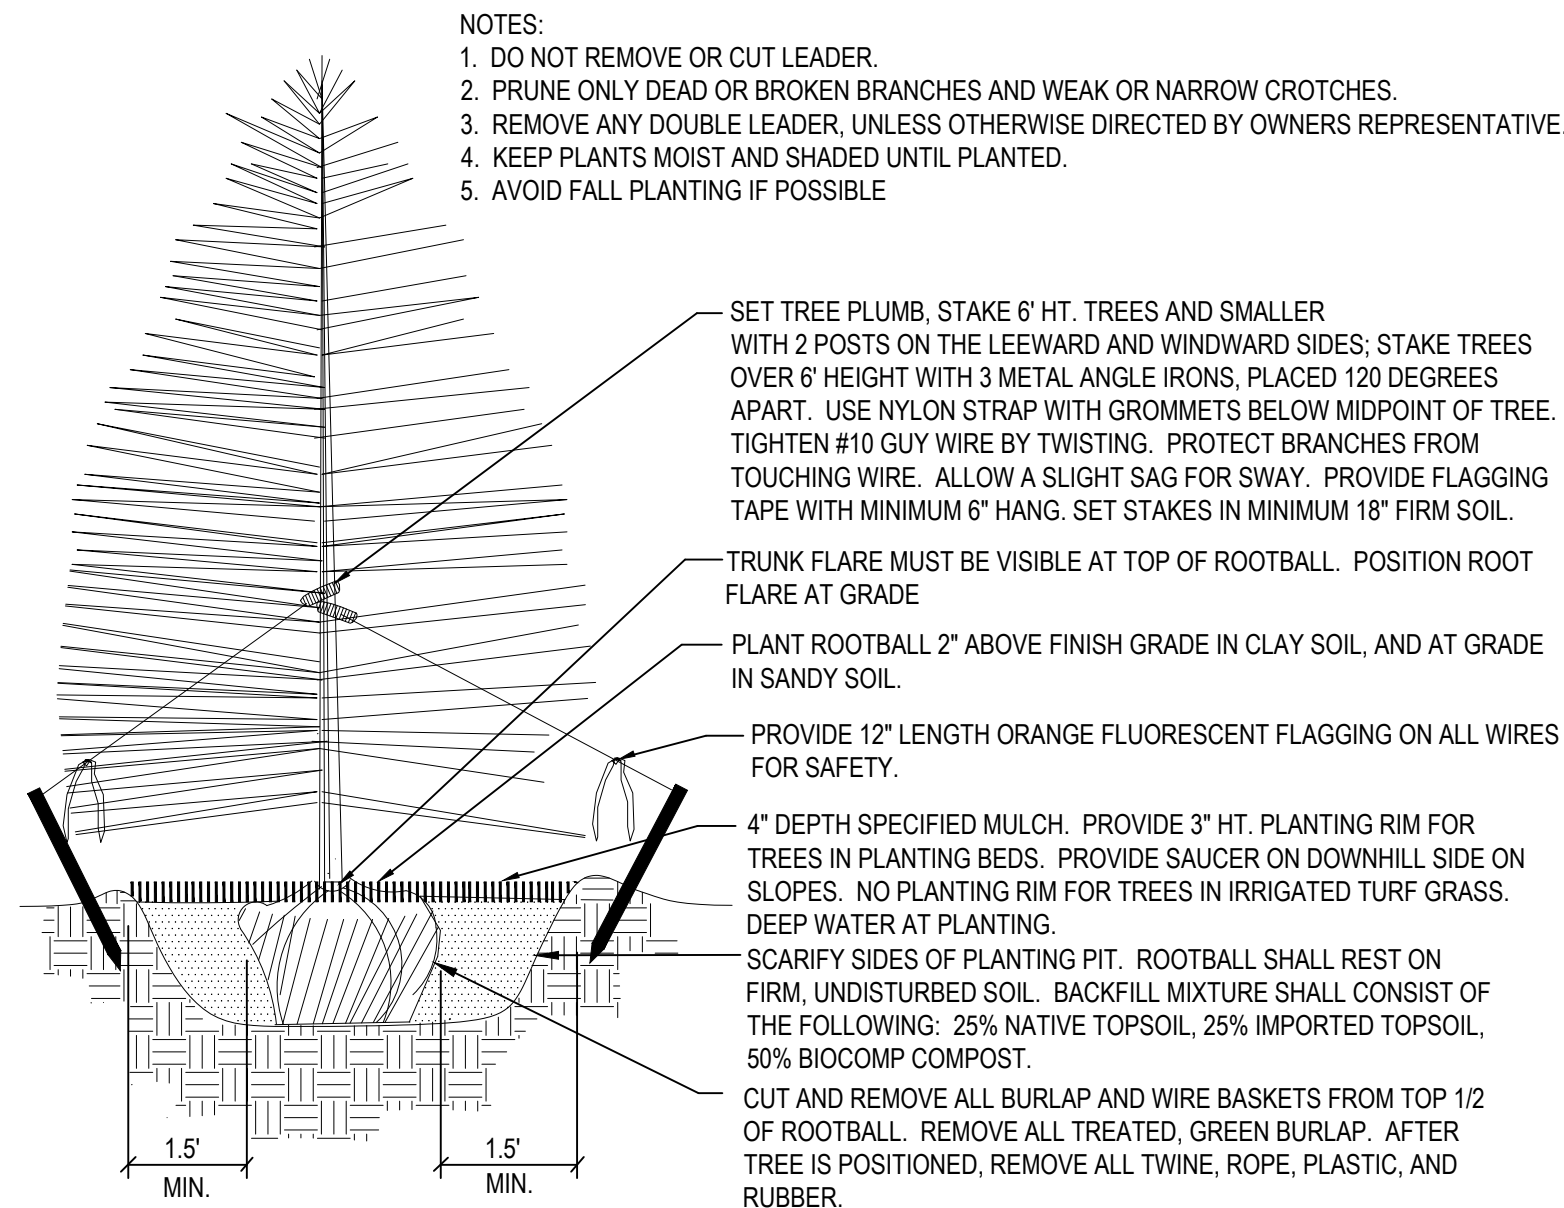 NOTES:
1. DO NOT REMOVE OR CUT LEADER.
2. PRUNE ONLY DEAD OR BROKEN BRANCHES AND WEAK OR NARROW CROTCHES.
3. REMOVE ANY DOUBLE LEADER, UNLESS OTHERWISE DIRECTED BY OWNERS REPRESENTATIVE.
4. KEEP PLANTS MOIST AND SHADED UNTIL PLANTED.
5. AVOID FALL PLANTING IF POSSIBLE
SET TREE PLUMB, STAKE 6' HT. TREES AND SMALLER
WITH 2 POSTS ON THE LEEWARD AND WINDWARD SIDES; STAKE TREES
OVER 6' HEIGHT WITH 3 METAL ANGLE IRONS, PLACED 120 DEGREES
APART. USE NYLON STRAP WITH GROMMETS BELOW MIDPOINT OF TREE.
TIGHTEN #10 GUY WIRE BY TWISTING. PROTECT BRANCHES FROM
TOUCHING WIRE. ALLOW A SLIGHT SAG FOR SWAY. PROVIDE FLAGGING
TAPE WITH MINIMUM 6" HANG. SET STAKES IN MINIMUM 18" FIRM SOIL.
TRUNK FLARE MUST BE VISIBLE AT TOP OF ROOTBALL. POSITION ROOT
FLARE AT GRADE
PLANT ROOTBALL 2" ABOVE FINISH GRADE IN CLAY SOIL, AND AT GRADE
IN SANDY SOIL.
PROVIDE 12" LENGTH ORANGE FLUORESCENT FLAGGING ON ALL WIRES
FOR SAFETY.
4" DEPTH SPECIFIED MULCH. PROVIDE 3" HT. PLANTING RIM FOR
TREES IN PLANTING BEDS. PROVIDE SAUCER ON DOWNHILL SIDE ON
SLOPES. NO PLANTING RIM FOR TREES IN IRRIGATED TURF GRASS.
DEEP WATER AT PLANTING.
SCARIFY SIDES OF PLANTING PIT. ROOTBALL SHALL REST ON
FIRM, UNDISTURBED SOIL. BACKFILL MIXTURE SHALL CONSIST OF
THE FOLLOWING: 25% NATIVE TOPSOIL, 25% IMPORTED TOPSOIL,
50% BIOCOMP COMPOST.
CUT AND REMOVE ALL BURLAP AND WIRE BASKETS FROM TOP 1/2
OF ROOTBALL. REMOVE ALL TREATED, GREEN BURLAP. AFTER
TREE IS POSITIONED, REMOVE ALL TWINE, ROPE, PLASTIC, AND
RUBBER.
1.5'
MIN.
1.5'
MIN.